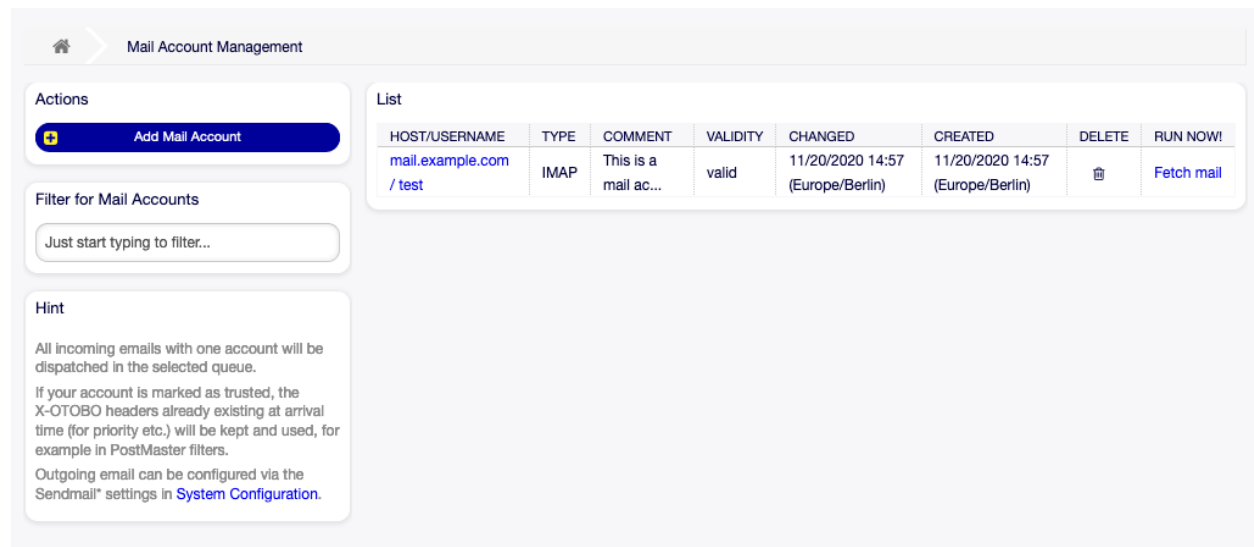 Mail Account Management
Actions
Add Mail Account
Filter for Mail Accounts
Just start typing to filter...
Hint
All incoming emails with one account will be
dispatched in the selected queue.
If your account is marked as trusted, the
X-OTOBO headers already existing at arrival
time (for priority etc.) will be kept and used, for
example in PostMaster filters.
Outgoing email can be configured via the
Sendmail* settings in System Configuration.
List
HOST/USERNAME TYPE COMMENT VALIDITY CHANGED CREATED DELETE RUN NOW!
mail.example.com This is a 11/20/2020 14:57 11/20/2020 14:57
IMAP valid Fetch mail
/ test mail ac... (Europe/Berlin) (Europe/Berlin)